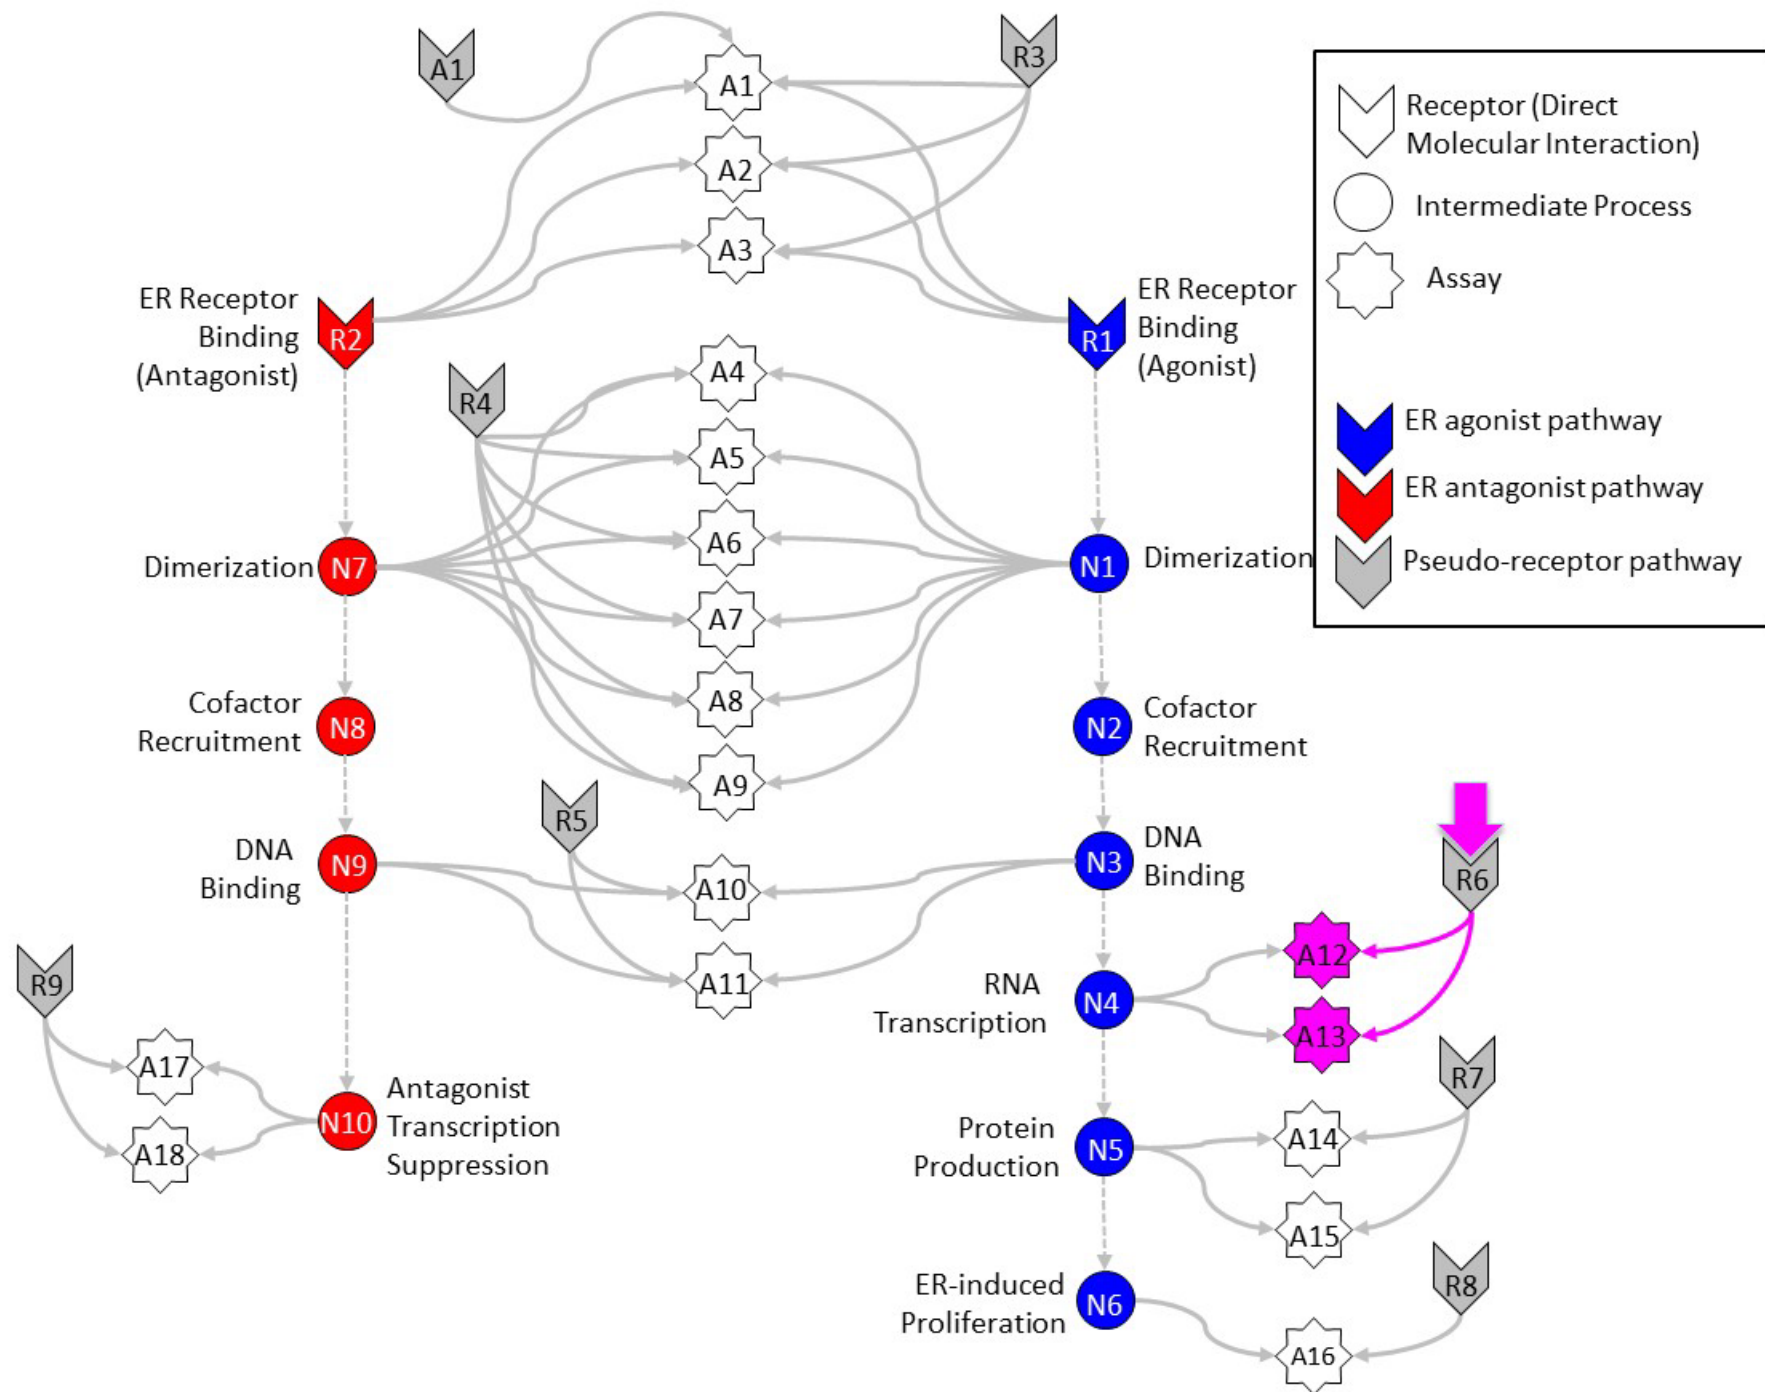 A1
R3
A1
A2
A3
Receptor (Direct
Molecular Interaction)
Intermediate Process
Assay
ER Receptor
Binding
(Antagonist)
R2
R1
ER Receptor
Binding
(Agonist)
R4
A4
A5
A6
A7
A8
A9
ER agonist pathway
ER antagonist pathway
Pseudo-receptor pathway
Dimerization
N7
N1
Dimerization
Cofactor
Recruitment
N8
N2
Cofactor
Recruitment
R5
DNA
Binding
N9
A10
A11
N3
DNA
Binding
R6
A12
A13
R9
A17
A18
N10
Antagonist
Transcription
Suppression
RNA
Transcription
N4
R7
Protein
Production
N5
A14
A15
ER-induced
Proliferation
N6
R8
A16